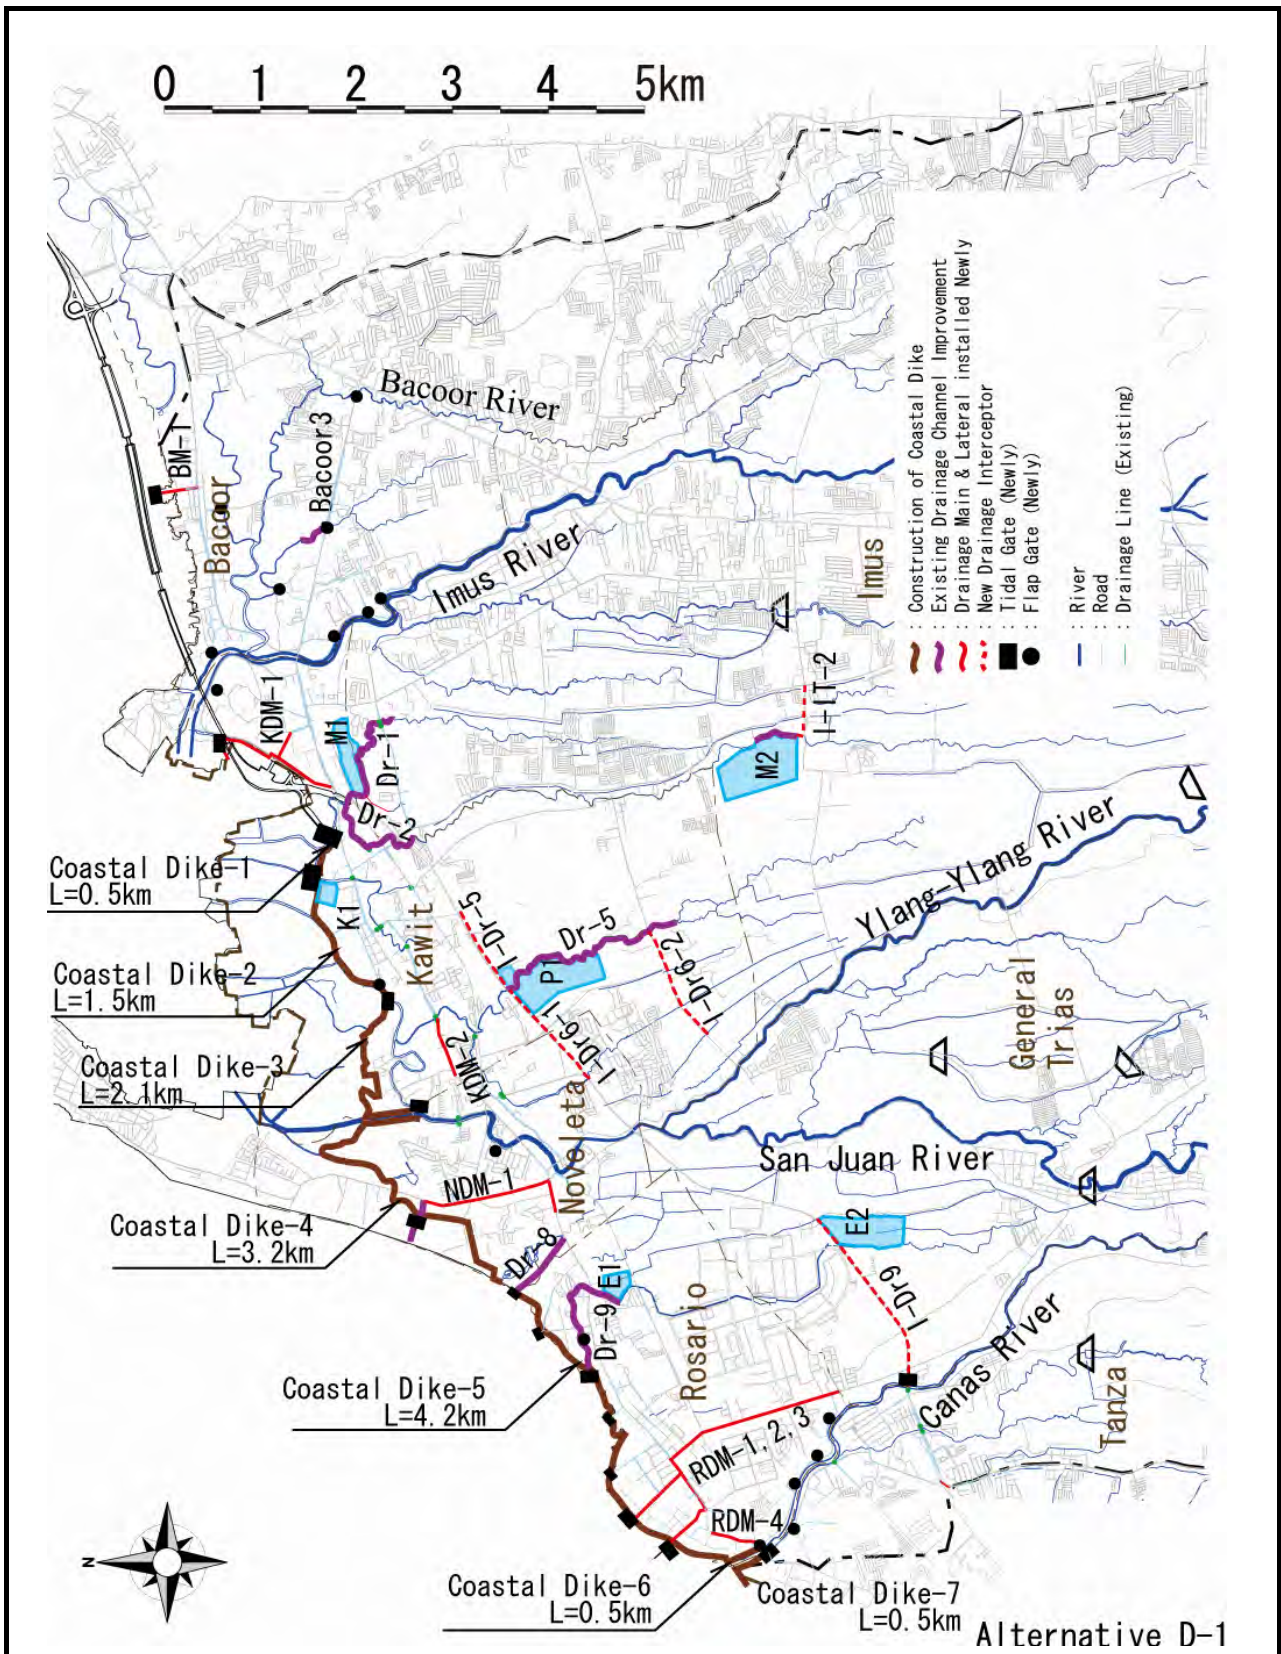 0 1 2 3 4 5km
Bacoor River
BM-1
Bacoor
Bacoor3
Imus River
Imus
: Construction of Coastal Dike
: Existing Drainage Channel Improvement
: Drainage Main & Lateral installed Newly
: New Drainage Interceptor
: Tidal Gate (Newly)
: Flap Gate (Newly)
: River
: Road
: Drainage Line (Existing)
KDM-1
M1
Dr-1
Dr-2
I-IT-2
M2
Coastal Dike-1
L=0.5km
K1
Kawit
I-Dr-5
Dr-5
P1
I-Dr6-2
I-Dr6-1
Ylang-Ylang River
Coastal Dike-2
L=1.5km
General
Trias
Coastal Dike-3
L=2.1km
KDM-2
Noveleta
San Juan River
NDM-1
Coastal Dike-4
L=3.2km
Dr-8
E2
E1
I-Dr9
Dr-9
Rosario
Canas River
Tanza
Coastal Dike-5
L=4.2km
RDM-1, 2, 3
RDM-4
N
Coastal Dike-6
L=0.5km
Coastal Dike-7
L=0.5km
Alternative D-1